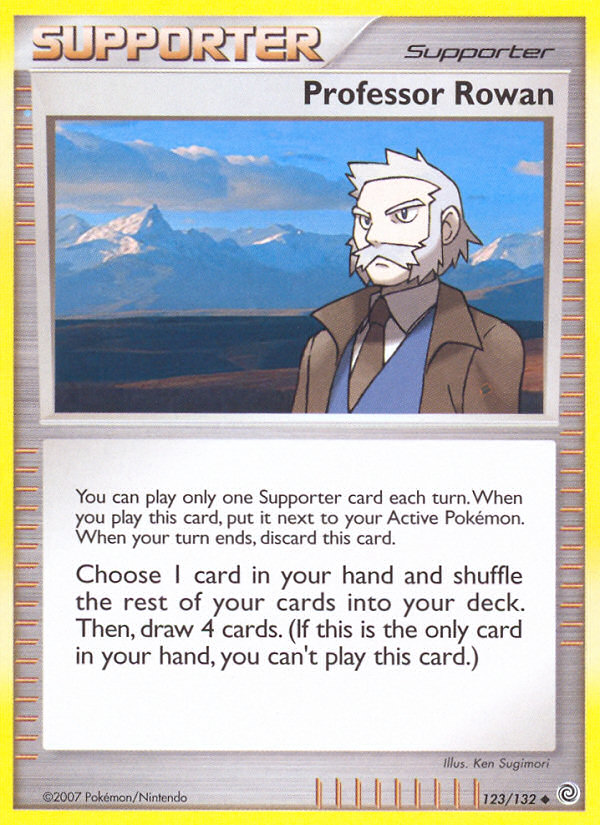 SUPPORTER
Supporter
Professor Rowan
You can play only one Supporter card each turn. When
you play this card, put it next to your Active Pokémon.
When your turn ends, discard this card.
Choose 1 card in your hand and shuffle
the rest of your cards into your deck.
Then, draw 4 cards. (If this is the only card
in your hand, you can't play this card.)
Illus. Ken Sugimori
©2007 Pokémon/Nintendo
123/132